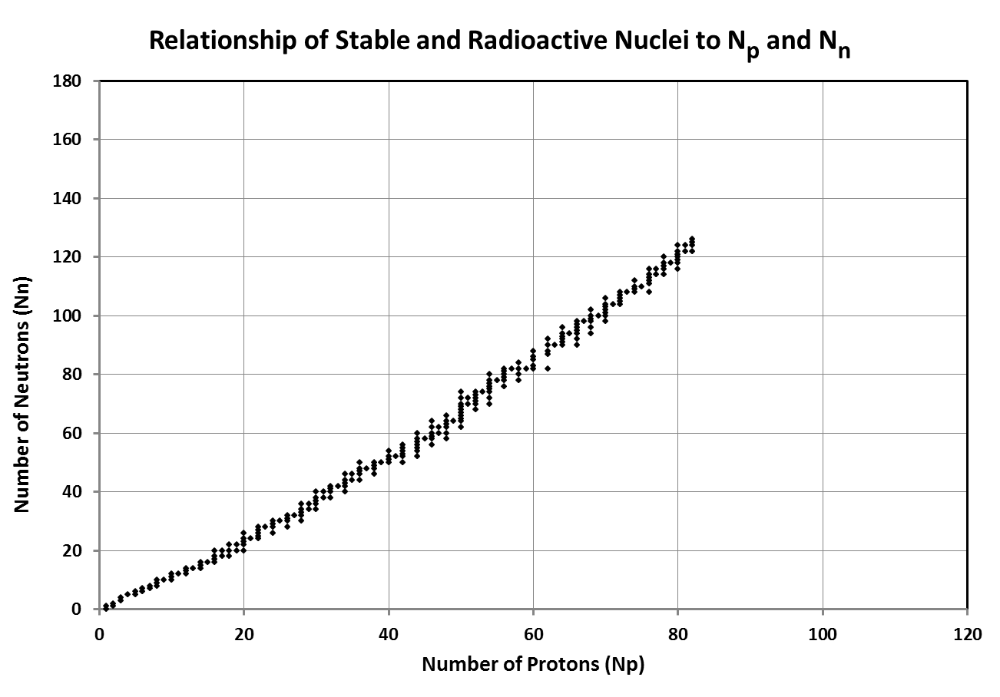 Relationship of Stable and Radioactive Nuclei to Np and Nn
180
160
140
120
100
80
60
40
20
0
Number of Neutrons (Nn)
0 20 40 60 80 100 120
Number of Protons (Np)